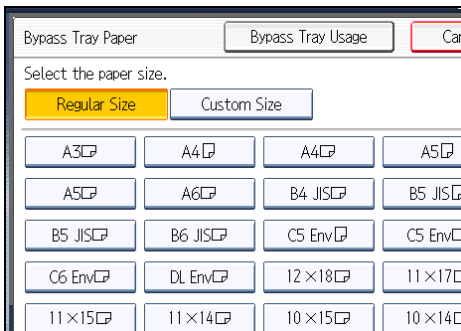 Bypass Tray Paper Bypass Tray Usage
Select the paper size.
Regular Size Custom Size
A3 A4 A4 A5
A5 A6 B4 JIS B5 JIS
B5 JIS B6 JIS C5 Env C5 Env
C6 Env DL Env 12×18 11×17
11×15 11×14 10×15 10×14